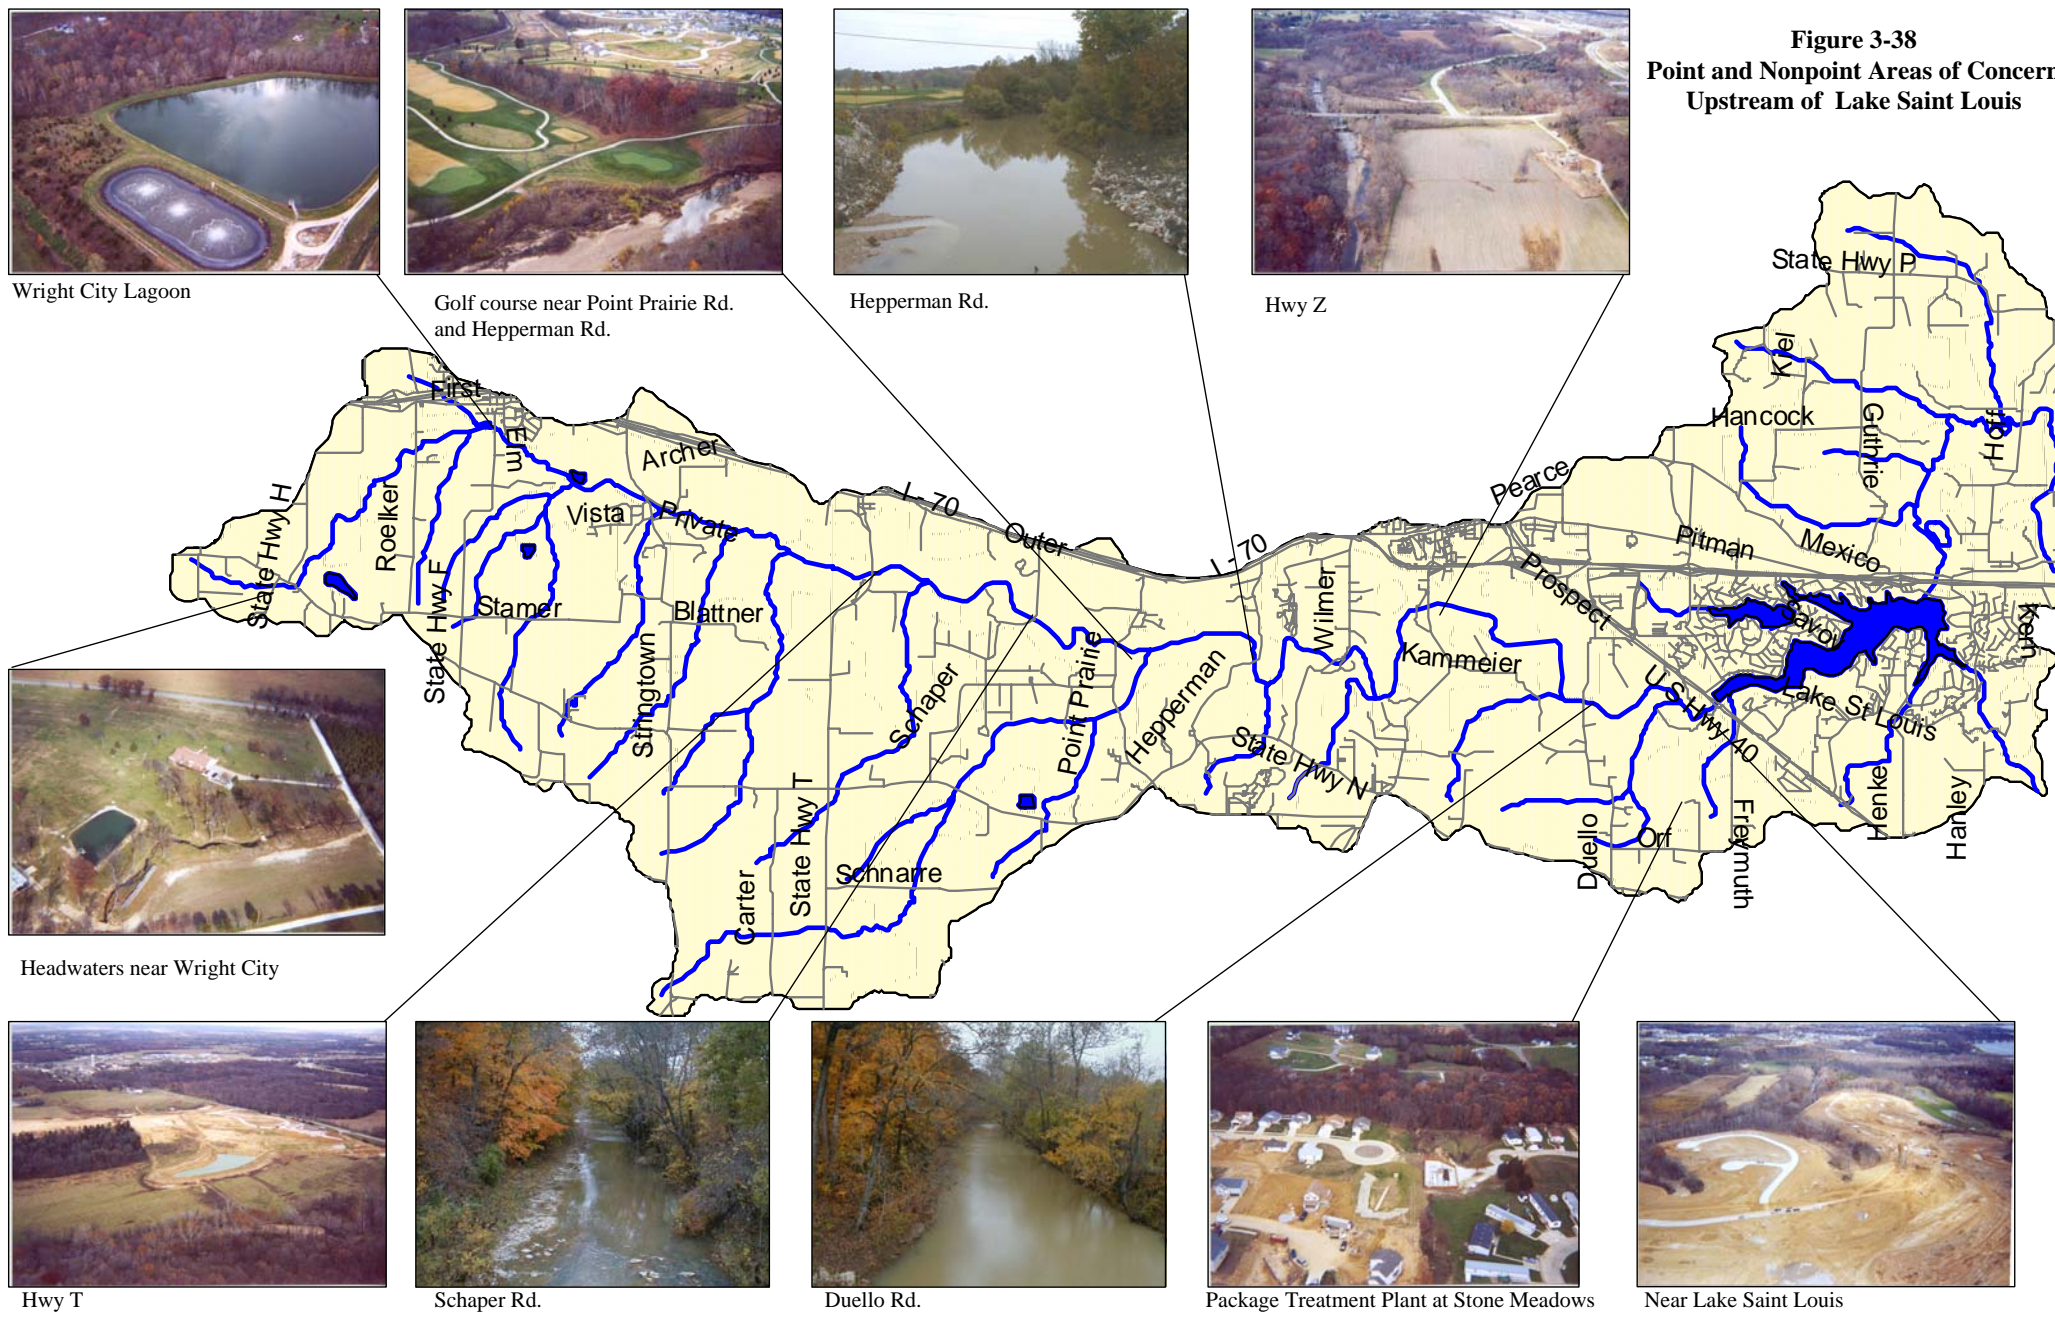 Figure 3-38
Point and Nonpoint Areas of Concern
Upstream of Lake Saint Louis
Wright City Lagoon
Golf course near Point Prairie Rd.
and Hepperman Rd.
Hepperman Rd.
Hwy Z
State Hwy P
Kiel
First
Hancock
Guthrie
Hoff
Elm
Archer
Pearce
State Hwy H
Roelker
Vista
Private
I-70
Outer
I-70
Pitman
Mexico
State Hwy F
Stamer
Blattner
Wilmer
Prospect
Savoi
Kern
Stringtown
Schaper
Point Prairie
Hepperman
Kammeier
U S Hwy 40
Lake St Louis
State Hwy N
Carter
State Hwy T
Schnarre
Duello
Orf
Freymuth
Henke
Hanley
Headwaters near Wright City
Hwy T
Schaper Rd.
Duello Rd.
Package Treatment Plant at Stone Meadows
Near Lake Saint Louis